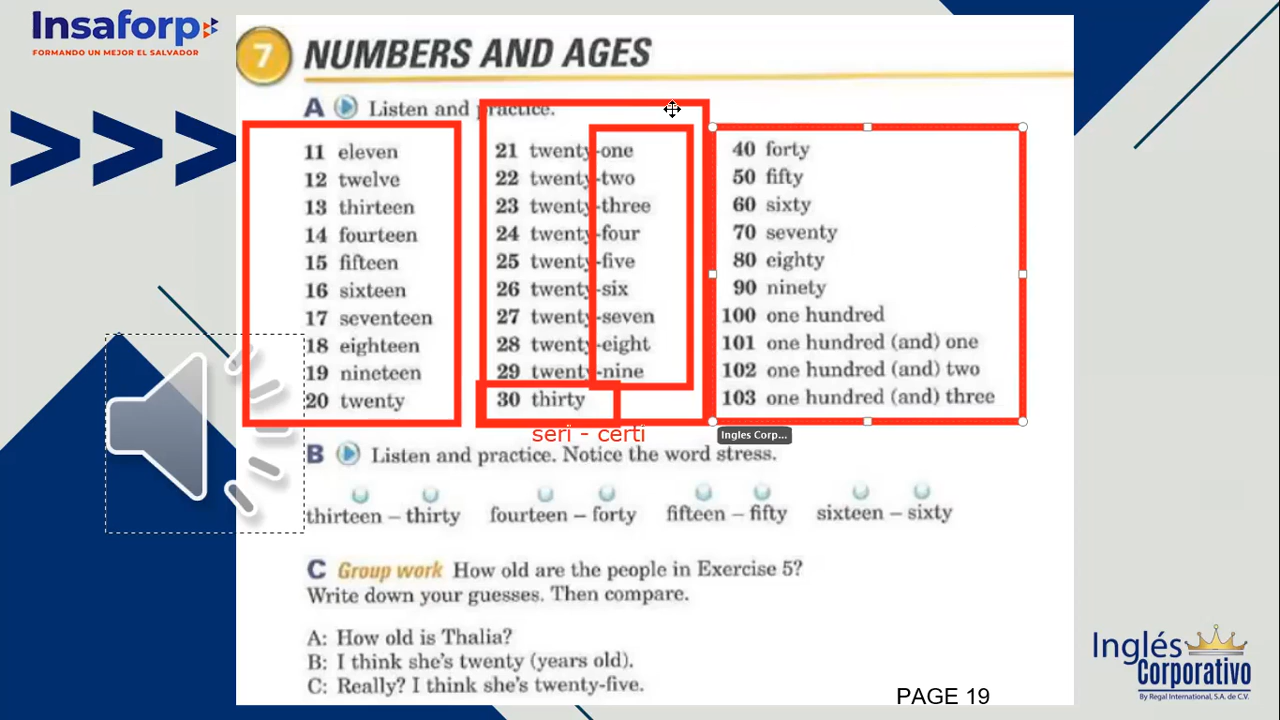 Insaforp
FORMANDO UN MEJOR EL SALVADOR
7 NUMBERS AND AGES
A Listen and practice.
11 eleven
12 twelve
13 thirteen
14 fourteen
15 fifteen
16 sixteen
17 seventeen
18 eighteen
19 nineteen
20 twenty
21 twenty-one
22 twenty-two
23 twenty-three
24 twenty-four
25 twenty-five
26 twenty-six
27 twenty-seven
28 twenty-eight
29 twenty-nine
30 thirty
40 forty
50 fifty
60 sixty
70 seventy
80 eighty
90 ninety
100 one hundred
101 one hundred (and) one
102 one hundred (and) two
103 one hundred (and) three
seri - certi
Ingles Corp...
B Listen and practice. Notice the word stress.
thirteen – thirty fourteen – forty fifteen – fifty sixteen – sixty
C Group work How old are the people in Exercise 5?
Write down your guesses. Then compare.
A: How old is Thalia?
B: I think she's twenty (years old).
C: Really? I think she's twenty-five.
PAGE 19
Inglés
Corporativo
By Regal International, S.A. de C.V.